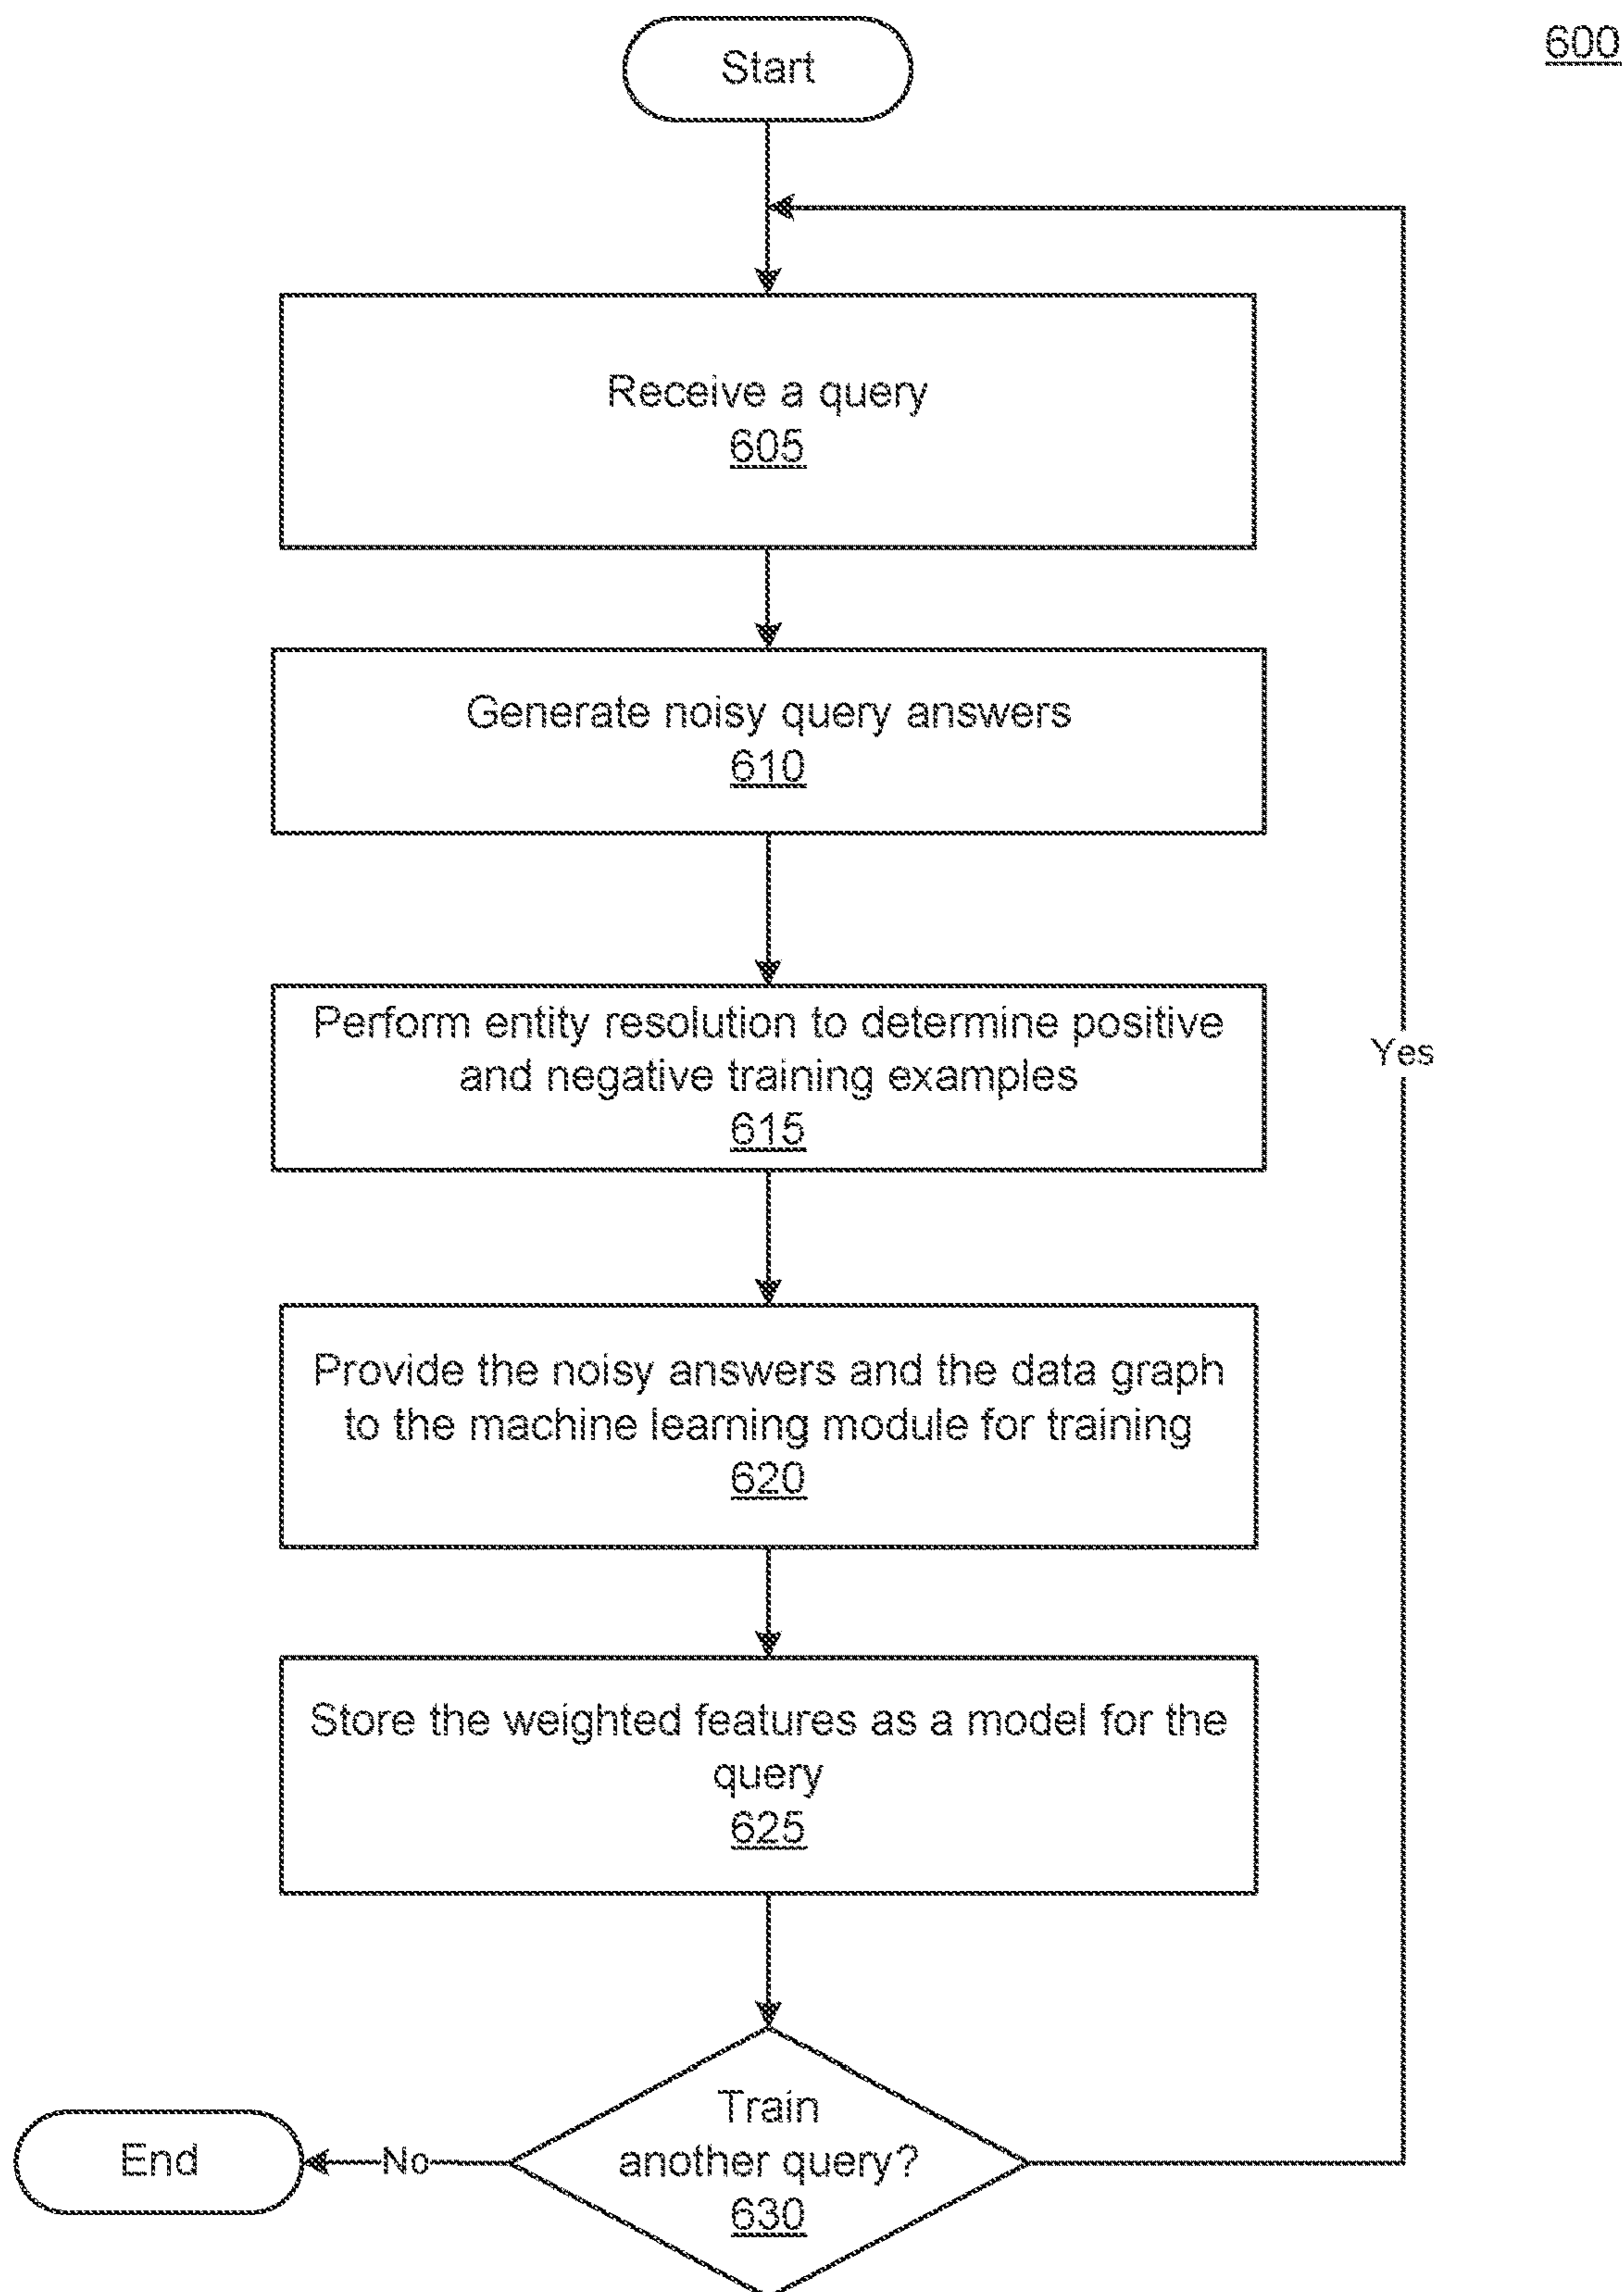 600
Start
Receive a query
605
Generate noisy query answers
610
Perform entity resolution to determine positive
and negative training examples
615
Provide the noisy answers and the data graph
to the machine learning module for training
620
Store the weighted features as a model for the
query
625
Train
another query?
630
Yes
No
End